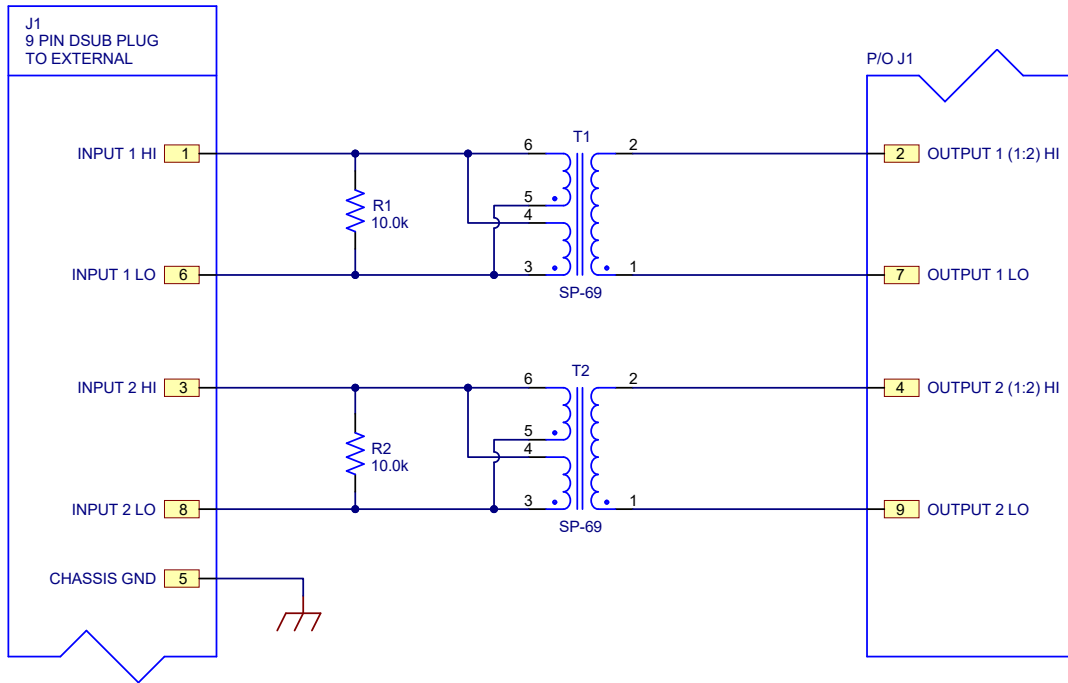 J1
9 PIN DSUB PLUG
TO EXTERNAL
P/O J1
T1
INPUT 1 HI 1
6 2
2 OUTPUT 1 (1:2) HI
R1
10.0k
5
4
INPUT 1 LO 6
3 1
7 OUTPUT 1 LO
SP-69
T2
INPUT 2 HI 3
6 2
4 OUTPUT 2 (1:2) HI
R2
10.0k
5
4
INPUT 2 LO 8
3 1
9 OUTPUT 2 LO
SP-69
CHASSIS GND 5